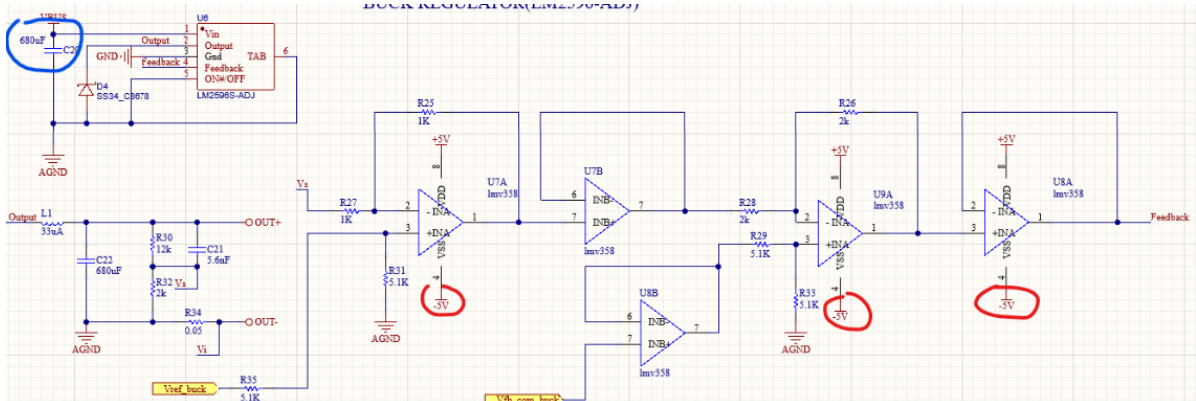 BUCK REGULATOR(LM2596-ADJ)
VBUS
680uF
C20
U6
1
Vin
Output
2
Output
GND
3
Gnd
Feedback
4
Feedback
5
ON#/OFF
TAB
6
LM2596S-ADJ
D4
SS34_C8678
AGND
Output
L1
33uA
C22
680uF
R30
12k
C21
5.6nF
R32
2k
Vs
R34
0.05
Vi
OUT+
OUT-
AGND
Vref_buck
R35
5.1K
Vs
R27
1K
R25
1K
R31
5.1K
AGND
+5V
8
VDD
2
- INA
3
+INA
1
VSS
4
-5V
U7A
lmv358
U7B
6
INB-
7
INB+
7
lmv358
R28
2k
R26
2k
R29
5.1K
R33
5.1K
AGND
U8B
6
INB-
7
INB+
7
lmv358
+5V
8
VDD
2
- INA
3
+INA
1
VSS
4
-5V
U9A
lmv358
+5V
8
VDD
2
- INA
3
+INA
1
VSS
4
-5V
U8A
lmv358
Feedback